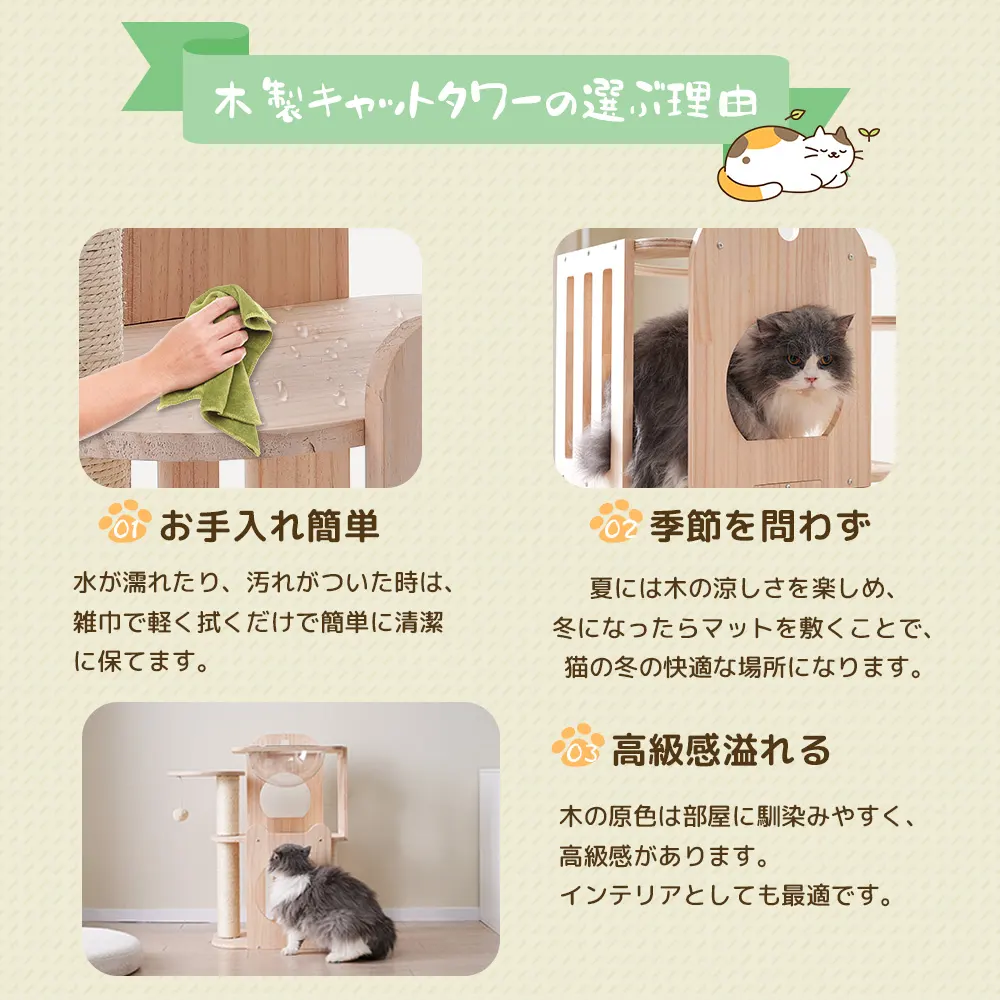 木製キャットタワーの選ぶ理由
01 お手入れ簡単
水が濡れたり、汚れがついた時は、
雑巾で軽く拭くだけで簡単に清潔
に保てます。
02 季節を問わず
夏には木の涼しさを楽しめ、
冬になったらマットを敷くことで、
猫の冬の快適な場所になります。
03 高級感溢れる
木の原色は部屋に馴染みやすく、
高級感があります。
インテリアとしても最適です。